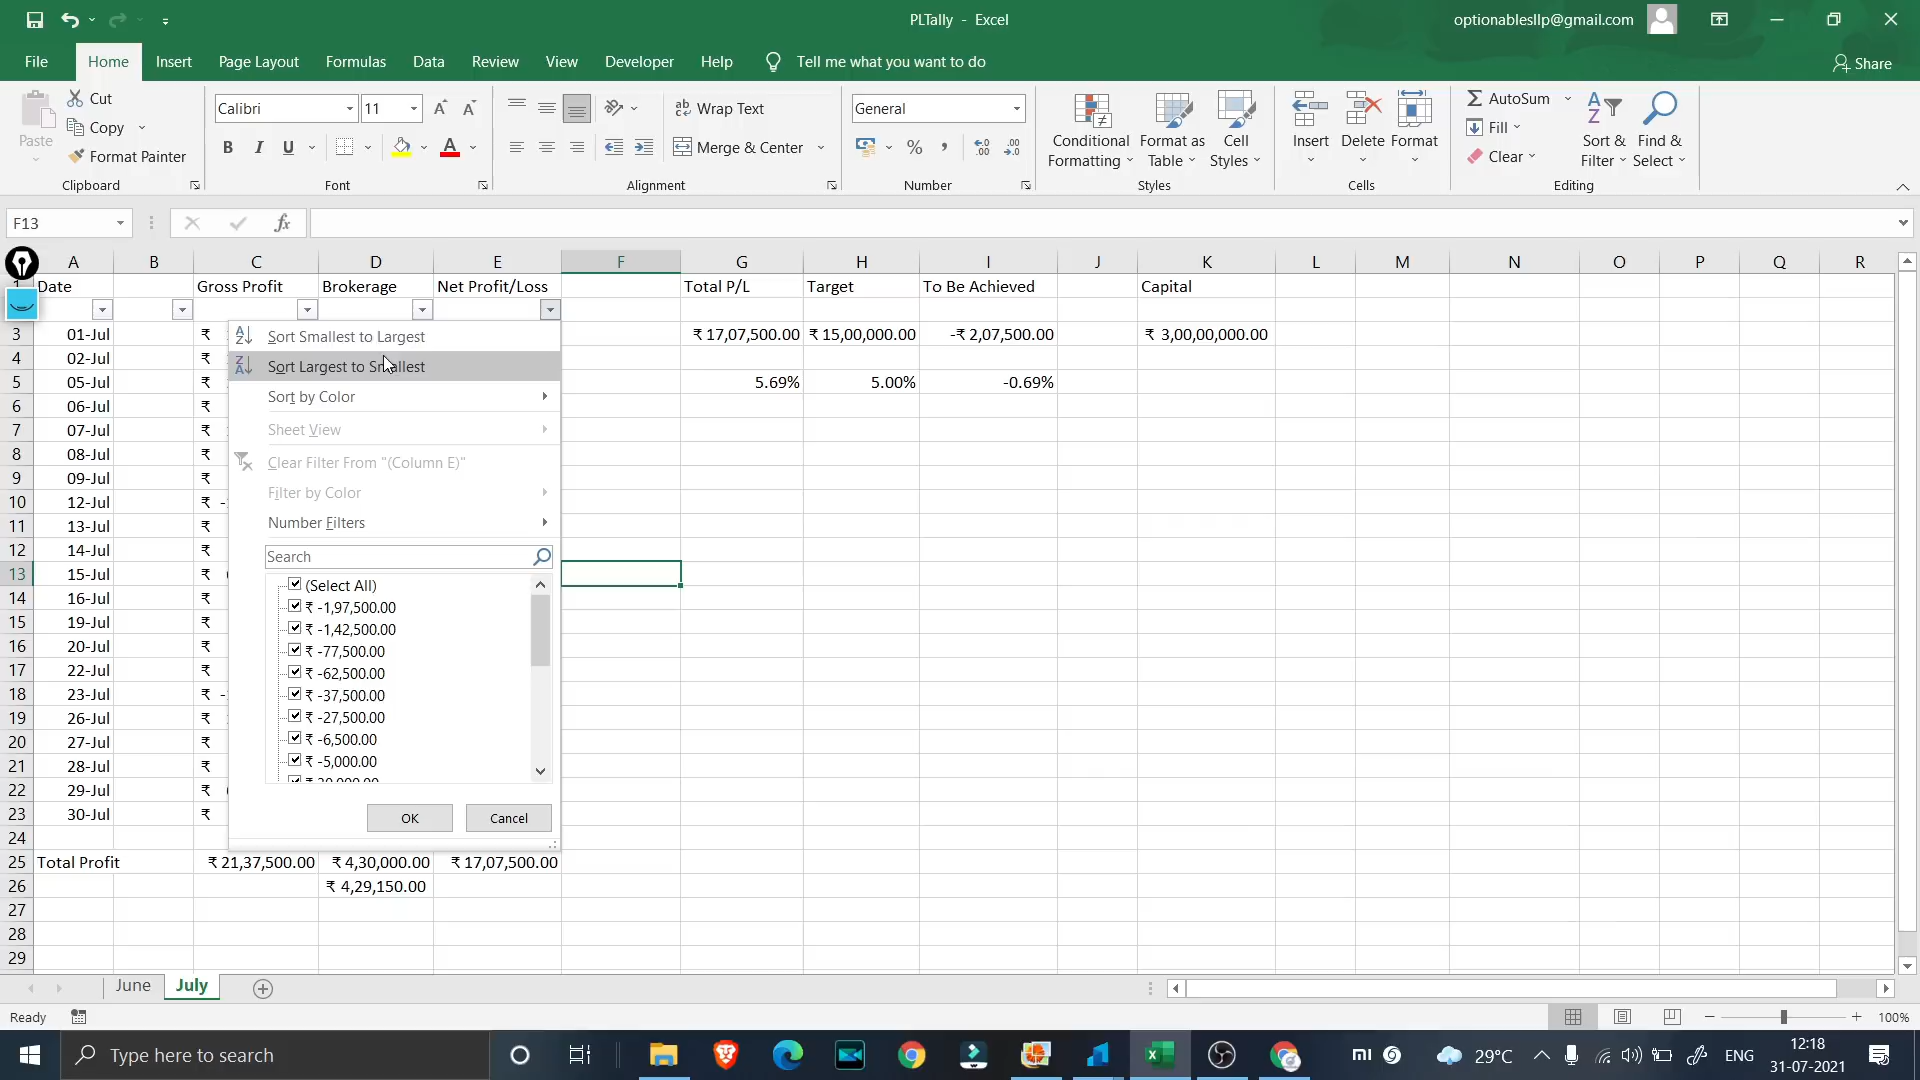 PLTally - Excel
optionablesllp@gmail.com
File Home Insert Page Layout Formulas Data Review View Developer Help Tell me what you want to do Share
Paste Cut Copy Format Painter Clipboard
Calibri 11 B I U A Font
Wrap Text Merge & Center Alignment
General % , Number
Conditional Formatting Format as Table Cell Styles Styles
Insert Delete Format Cells
AutoSum Fill Clear Sort & Filter Find & Select Editing
F13 fx
A B C D E F G H I J K L M N O P Q R
1 Date Gross Profit Brokerage Net Profit/Loss Total P/L Target To Be Achieved Capital
3 01-Jul ₹ ₹ 17,07,500.00 ₹ 15,00,000.00 -₹ 2,07,500.00 ₹ 3,00,00,000.00
4 02-Jul ₹
5 05-Jul ₹ 5.69% 5.00% -0.69%
6 06-Jul ₹
7 07-Jul ₹
8 08-Jul ₹
9 09-Jul ₹
10 12-Jul ₹ -
11 13-Jul ₹
12 14-Jul ₹
13 15-Jul ₹
14 16-Jul ₹
15 19-Jul ₹
16 20-Jul ₹
17 22-Jul ₹
18 23-Jul ₹ -
19 26-Jul ₹
20 27-Jul ₹
21 28-Jul ₹
22 29-Jul ₹
23 30-Jul ₹
24
25 Total Profit ₹ 21,37,500.00 ₹ 4,30,000.00 ₹ 17,07,500.00
26 ₹ 4,29,150.00
27
28
29
Sort Smallest to Largest
Sort Largest to Smallest
Sort by Color
Sheet View
Clear Filter From "(Column E)"
Filter by Color
Number Filters
Search
(Select All)
₹ -1,97,500.00
₹ -1,42,500.00
₹ -77,500.00
₹ -62,500.00
₹ -37,500.00
₹ -27,500.00
₹ -6,500.00
₹ -5,000.00
OK Cancel
June July
Ready 100%
Type here to search 29°C ENG 12:18
31-07-2021